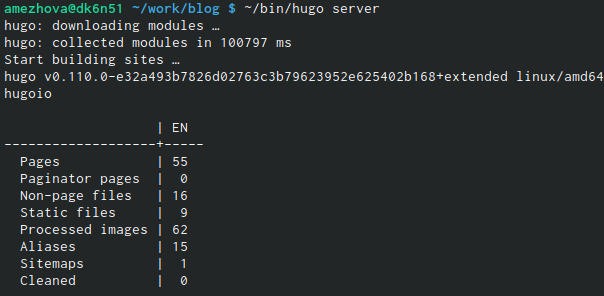 amezhova@dk6n51 ~/work/blog $ ~/bin/hugo server
hugo: downloading modules …
hugo: collected modules in 100797 ms
Start building sites …
hugo v0.110.0-e32a493b7826d02763c3b79623952e625402b168+extended linux/amd64
hugoio
| EN
-------------------+-----
Pages | 55
Paginator pages | 0
Non-page files | 16
Static files | 9
Processed images | 62
Aliases | 15
Sitemaps | 1
Cleaned | 0